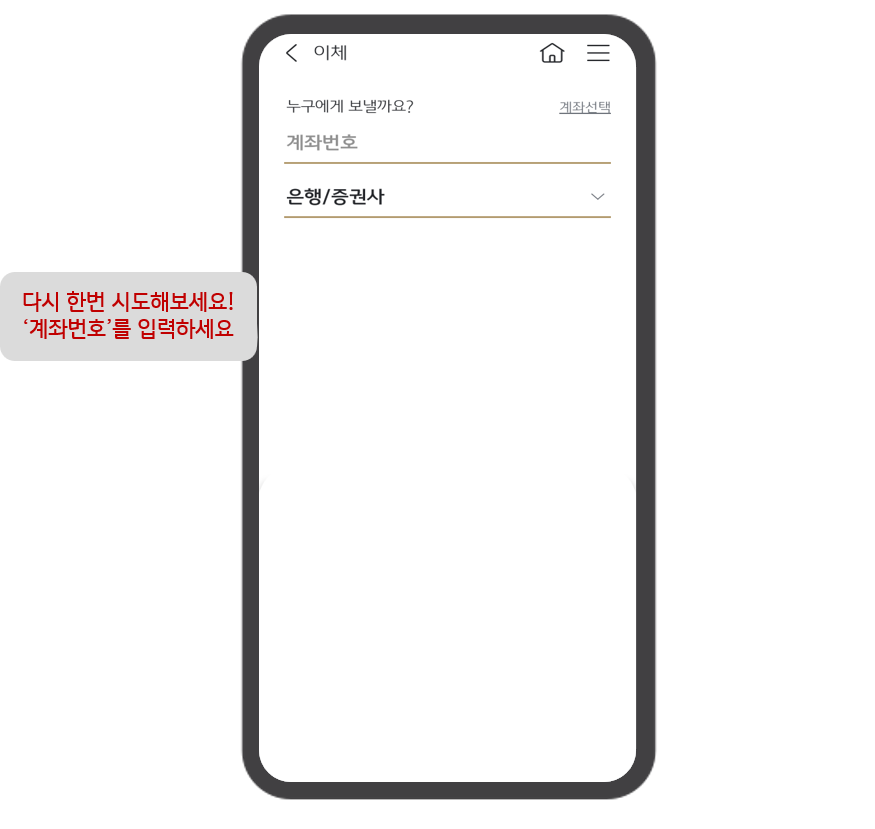 이체
누구에게 보낼까요? 계좌선택
계좌번호
은행/증권사
다시 한번 시도해보세요!
‘계좌번호’를 입력하세요